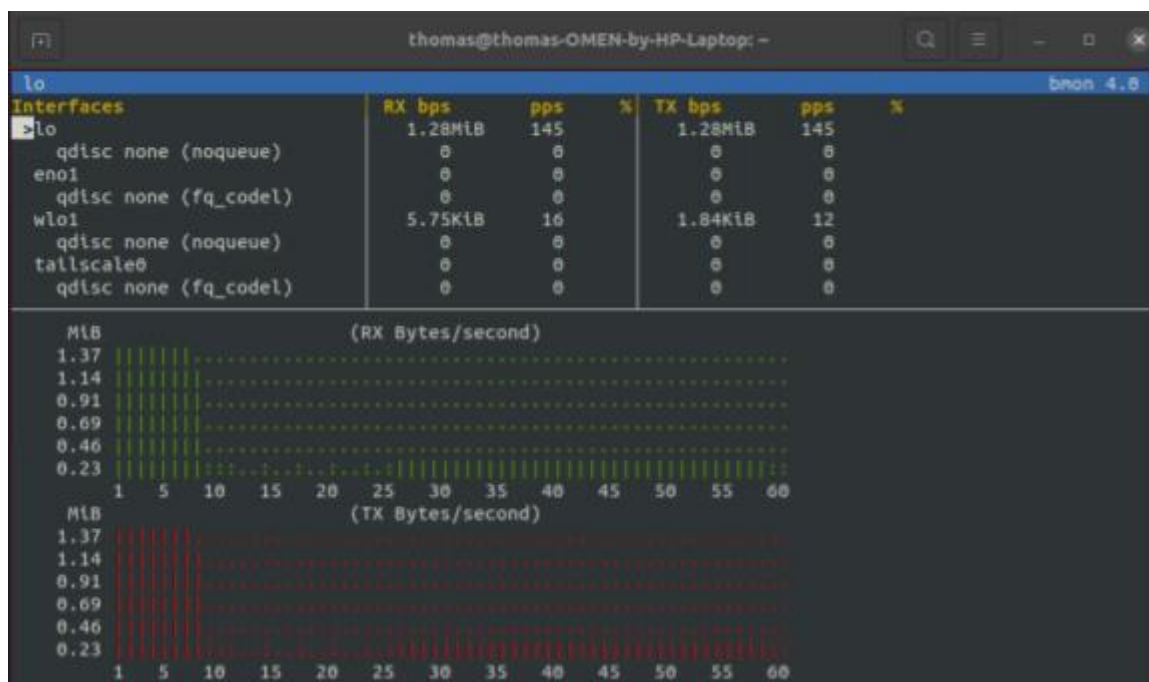 thomas@thomas-OMEN-by-HP-Laptop: ~
lo bmon 4.0
Interfaces RX bps pps % TX bps pps %
>lo 1.28MiB 145 1.28MiB 145
qdisc none (noqueue) 0 0 0 0
eno1 0 0 0 0
qdisc none (fq_codel) 0 0 0 0
wlo1 5.75KiB 16 1.84KiB 12
qdisc none (noqueue) 0 0 0 0
tailscale0 0 0 0 0
qdisc none (fq_codel) 0 0 0 0
MiB (RX Bytes/second)
1.37
1.14
0.91
0.69
0.46
0.23
1 5 10 15 20 25 30 35 40 45 50 55 60
MiB (TX Bytes/second)
1.37
1.14
0.91
0.69
0.46
0.23
1 5 10 15 20 25 30 35 40 45 50 55 60